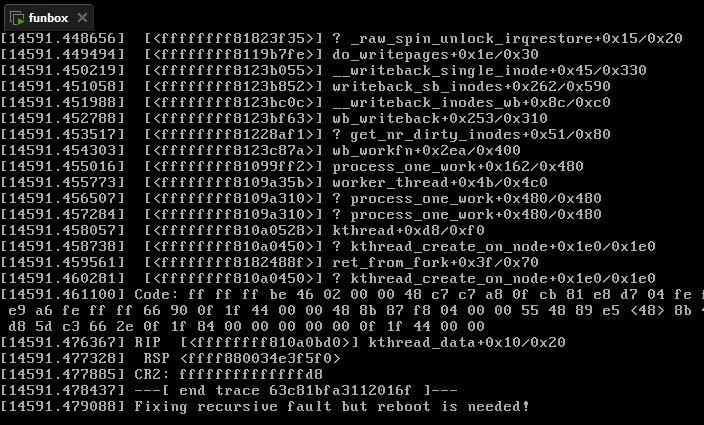 funbox
[14591.448656]  [<ffffffff81823f35>] ? _raw_spin_unlock_irqrestore+0x15/0x20
[14591.449494]  [<ffffffff8119b7fe>] do_writepages+0x1e/0x30
[14591.450219]  [<ffffffff8123b055>] __writeback_single_inode+0x45/0x330
[14591.451058]  [<ffffffff8123b852>] writeback_sb_inodes+0x262/0x590
[14591.451988]  [<ffffffff8123bc0c>] __writeback_inodes_wb+0x8c/0xc0
[14591.452788]  [<ffffffff8123bf63>] wb_writeback+0x253/0x310
[14591.453517]  [<ffffffff81228af1>] ? get_nr_dirty_inodes+0x51/0x80
[14591.454303]  [<ffffffff8123c87a>] wb_workfn+0x2ea/0x400
[14591.455016]  [<ffffffff81099ff2>] process_one_work+0x162/0x480
[14591.455773]  [<ffffffff8109a35b>] worker_thread+0x4b/0x4c0
[14591.456507]  [<ffffffff8109a310>] ? process_one_work+0x480/0x480
[14591.457284]  [<ffffffff8109a310>] ? process_one_work+0x480/0x480
[14591.458057]  [<ffffffff810a0528>] kthread+0xd8/0xf0
[14591.458738]  [<ffffffff810a0450>] ? kthread_create_on_node+0x1e0/0x1e0
[14591.459561]  [<ffffffff8182488f>] ret_from_fork+0x3f/0x70
[14591.460281]  [<ffffffff810a0450>] ? kthread_create_on_node+0x1e0/0x1e0
[14591.461100] Code: ff ff ff be 46 02 00 00 48 c7 c7 a8 0f cb 81 e8 d7 04 fe
e9 a6 fe ff ff 66 90 0f 1f 44 00 00 48 8b 87 f8 04 00 00 55 48 89 e5 <48> 8b
d8 5d c3 66 2e 0f 1f 84 00 00 00 00 00 0f 1f 44 00 00
[14591.476367] RIP  [<ffffffff810a0bd0>] kthread_data+0x10/0x20
[14591.477328]  RSP <ffff880034e3f5f0>
[14591.477885] CR2: ffffffffffffffd8
[14591.478437] ---[ end trace 63c81bfa3112016f ]---
[14591.479088] Fixing recursive fault but reboot is needed!